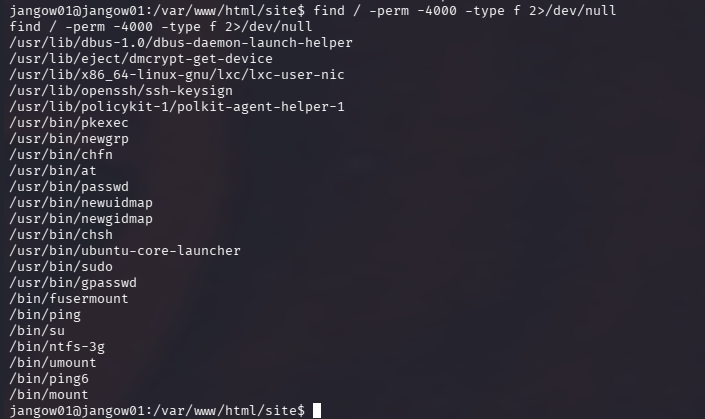 jangow01@jangow01:/var/www/html/site$ find / -perm -4000 -type f 2>/dev/null
find / -perm -4000 -type f 2>/dev/null
/usr/lib/dbus-1.0/dbus-daemon-launch-helper
/usr/lib/eject/dmcrypt-get-device
/usr/lib/x86_64-linux-gnu/lxc/lxc-user-nic
/usr/lib/openssh/ssh-keysign
/usr/lib/policykit-1/polkit-agent-helper-1
/usr/bin/pkexec
/usr/bin/newgrp
/usr/bin/chfn
/usr/bin/at
/usr/bin/passwd
/usr/bin/newuidmap
/usr/bin/newgidmap
/usr/bin/chsh
/usr/bin/ubuntu-core-launcher
/usr/bin/sudo
/usr/bin/gpasswd
/bin/fusermount
/bin/ping
/bin/su
/bin/ntfs-3g
/bin/umount
/bin/ping6
/bin/mount
jangow01@jangow01:/var/www/html/site$